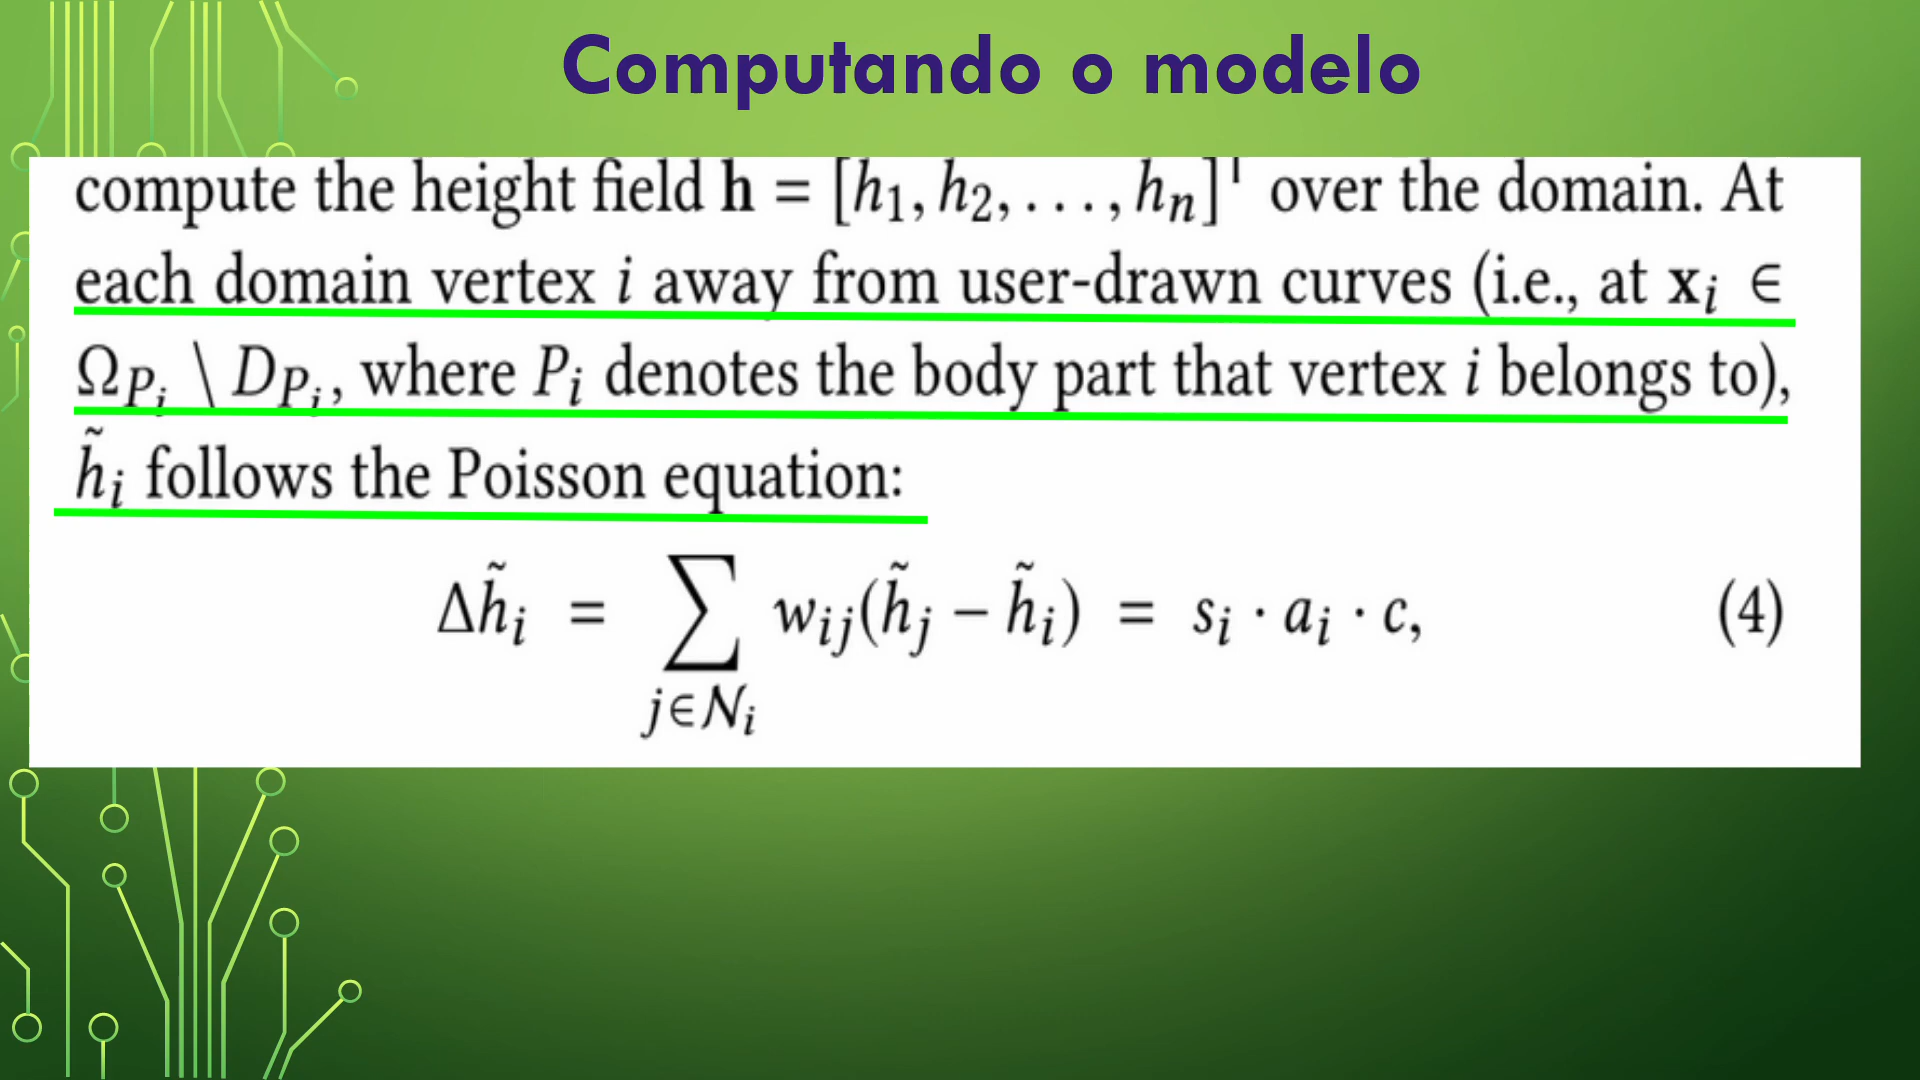 Computando o modelo
compute the height field h = [h₁, h₂, . . . , hₙ]ᵀ over the domain. At
each domain vertex i away from user-drawn curves (i.e., at xᵢ ∈
Ω_{Pᵢ} \ D_{Pᵢ}, where Pᵢ denotes the body part that vertex i belongs to),
h̃ᵢ follows the Poisson equation:
Δh̃ᵢ = ∑_{j∈𝒩ᵢ} wᵢⱼ(h̃ⱼ − h̃ᵢ) = sᵢ · aᵢ · c, (4)